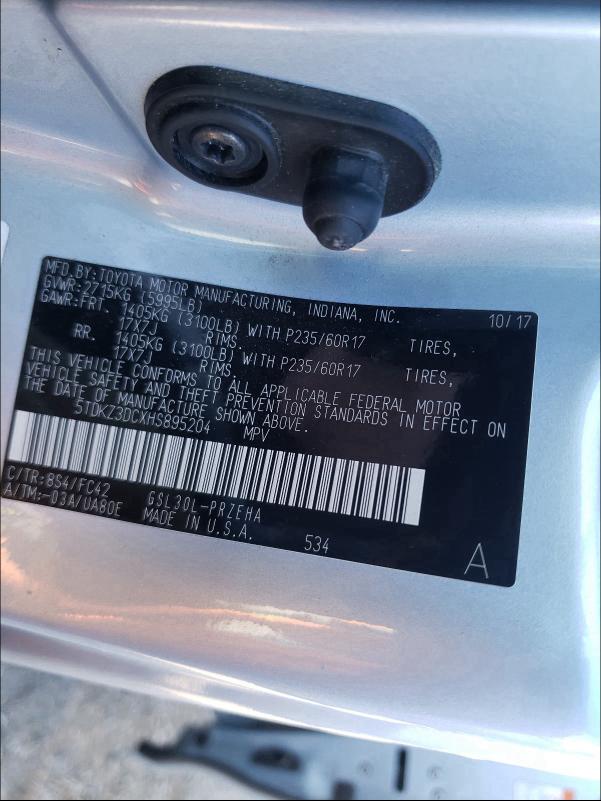 MFD.BY:TOYOTA MOTOR MANUFACTURING, INDIANA, INC. 10/17
GVWR:2715KG (5995LB)
GAWR:FRT. 1405KG (3100LB) WITH P235/60R17 TIRES,
17X7J RIMS.
RR. 1405KG (3100LB) WITH P235/60R17 TIRES,
17X7J RIMS.
THIS VEHICLE CONFORMS TO ALL APPLICABLE FEDERAL MOTOR
VEHICLE SAFETY AND THEFT PREVENTION STANDARDS IN EFFECT ON
THE DATE OF MANUFACTURE SHOWN ABOVE.
5TDKZ3DCXHS895204 MPV
C/TR:8S4/FC42 GSL30L-PRZEHA
A/TM:-03A/UA80E MADE IN U.S.A. 534 A